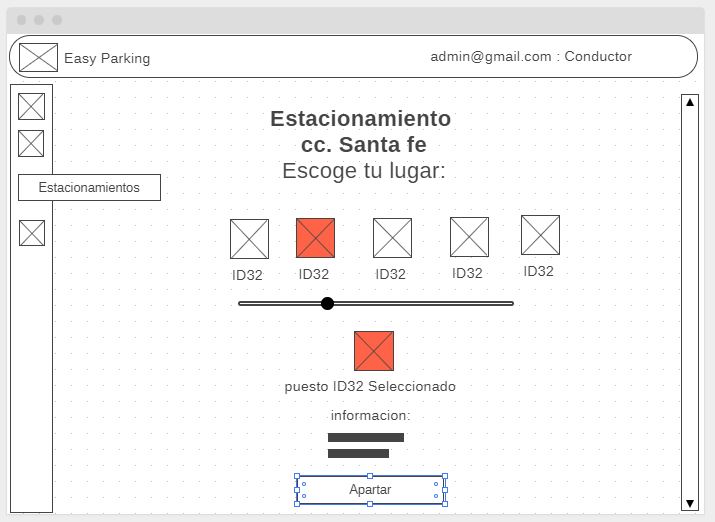 Easy Parking
admin@gmail.com : Conductor
Estacionamiento
cc. Santa fe
Escoge tu lugar:
Estacionamientos
ID32
ID32
ID32
ID32
ID32
puesto ID32 Seleccionado
informacion:
Apartar